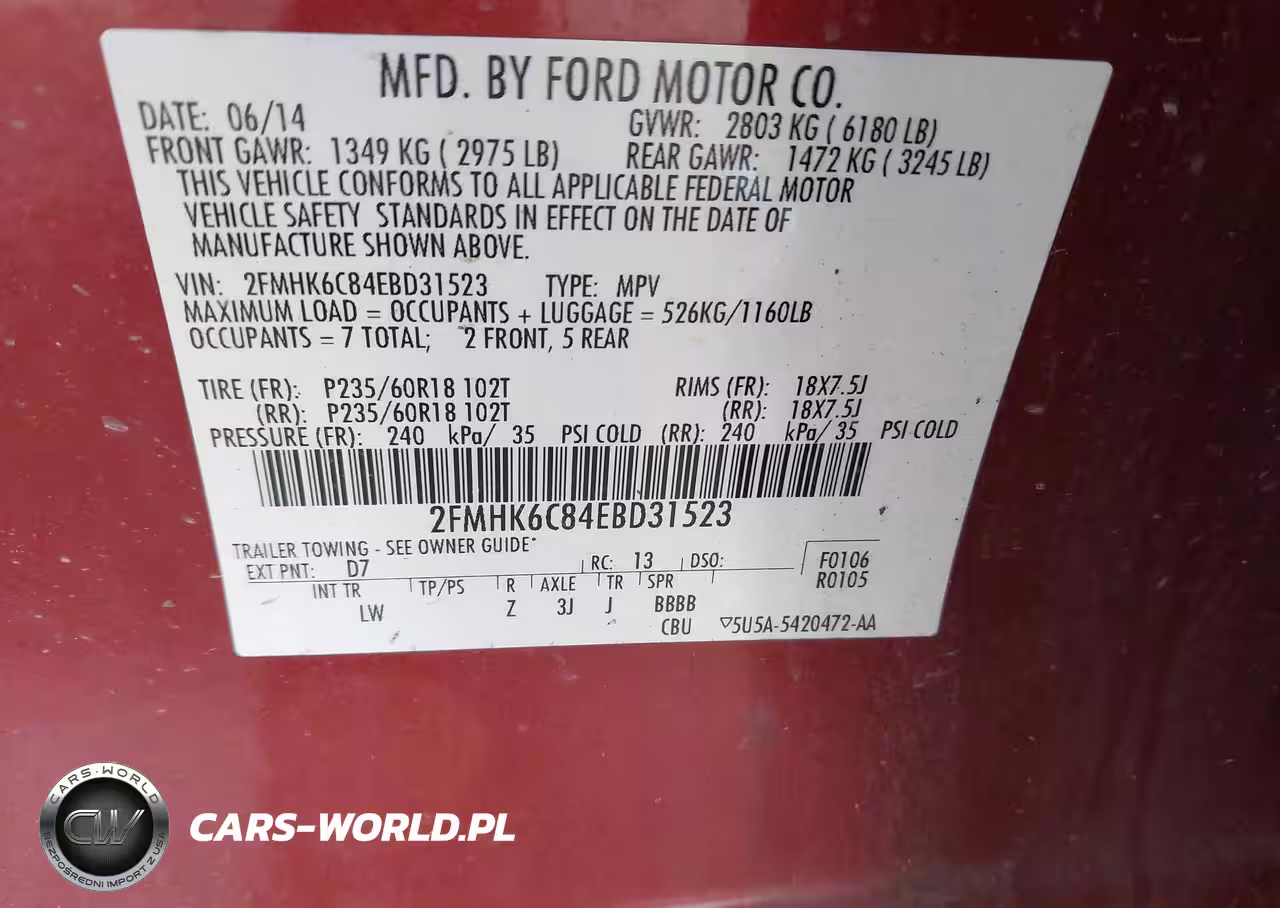 MFD. BY FORD MOTOR CO.
DATE: 06/14 GVWR: 2803 KG ( 6180 LB)
FRONT GAWR: 1349 KG ( 2975 LB) REAR GAWR: 1472 KG ( 3245 LB)
THIS VEHICLE CONFORMS TO ALL APPLICABLE FEDERAL MOTOR
VEHICLE SAFETY STANDARDS IN EFFECT ON THE DATE OF
MANUFACTURE SHOWN ABOVE.
VIN: 2FMHK6C84EBD31523 TYPE: MPV
MAXIMUM LOAD = OCCUPANTS + LUGGAGE = 526KG/1160LB
OCCUPANTS = 7 TOTAL; 2 FRONT, 5 REAR
TIRE (FR): P235/60R18 102T RIMS (FR): 18X7.5J
(RR): P235/60R18 102T (RR): 18X7.5J
PRESSURE (FR): 240 kPa/ 35 PSI COLD (RR): 240 kPa/ 35 PSI COLD
2FMHK6C84EBD31523
TRAILER TOWING - SEE OWNER GUIDE*
EXT PNT: D7 RC: 13 DSO: F0106
R0105
INT TR TP/PS R AXLE TR SPR
LW Z 3J J BBBB
CBU ▽5U5A-5420472-AA
CARS-WORLD
CW
BEZPOŚREDNI IMPORT Z USA
CARS-WORLD.PL